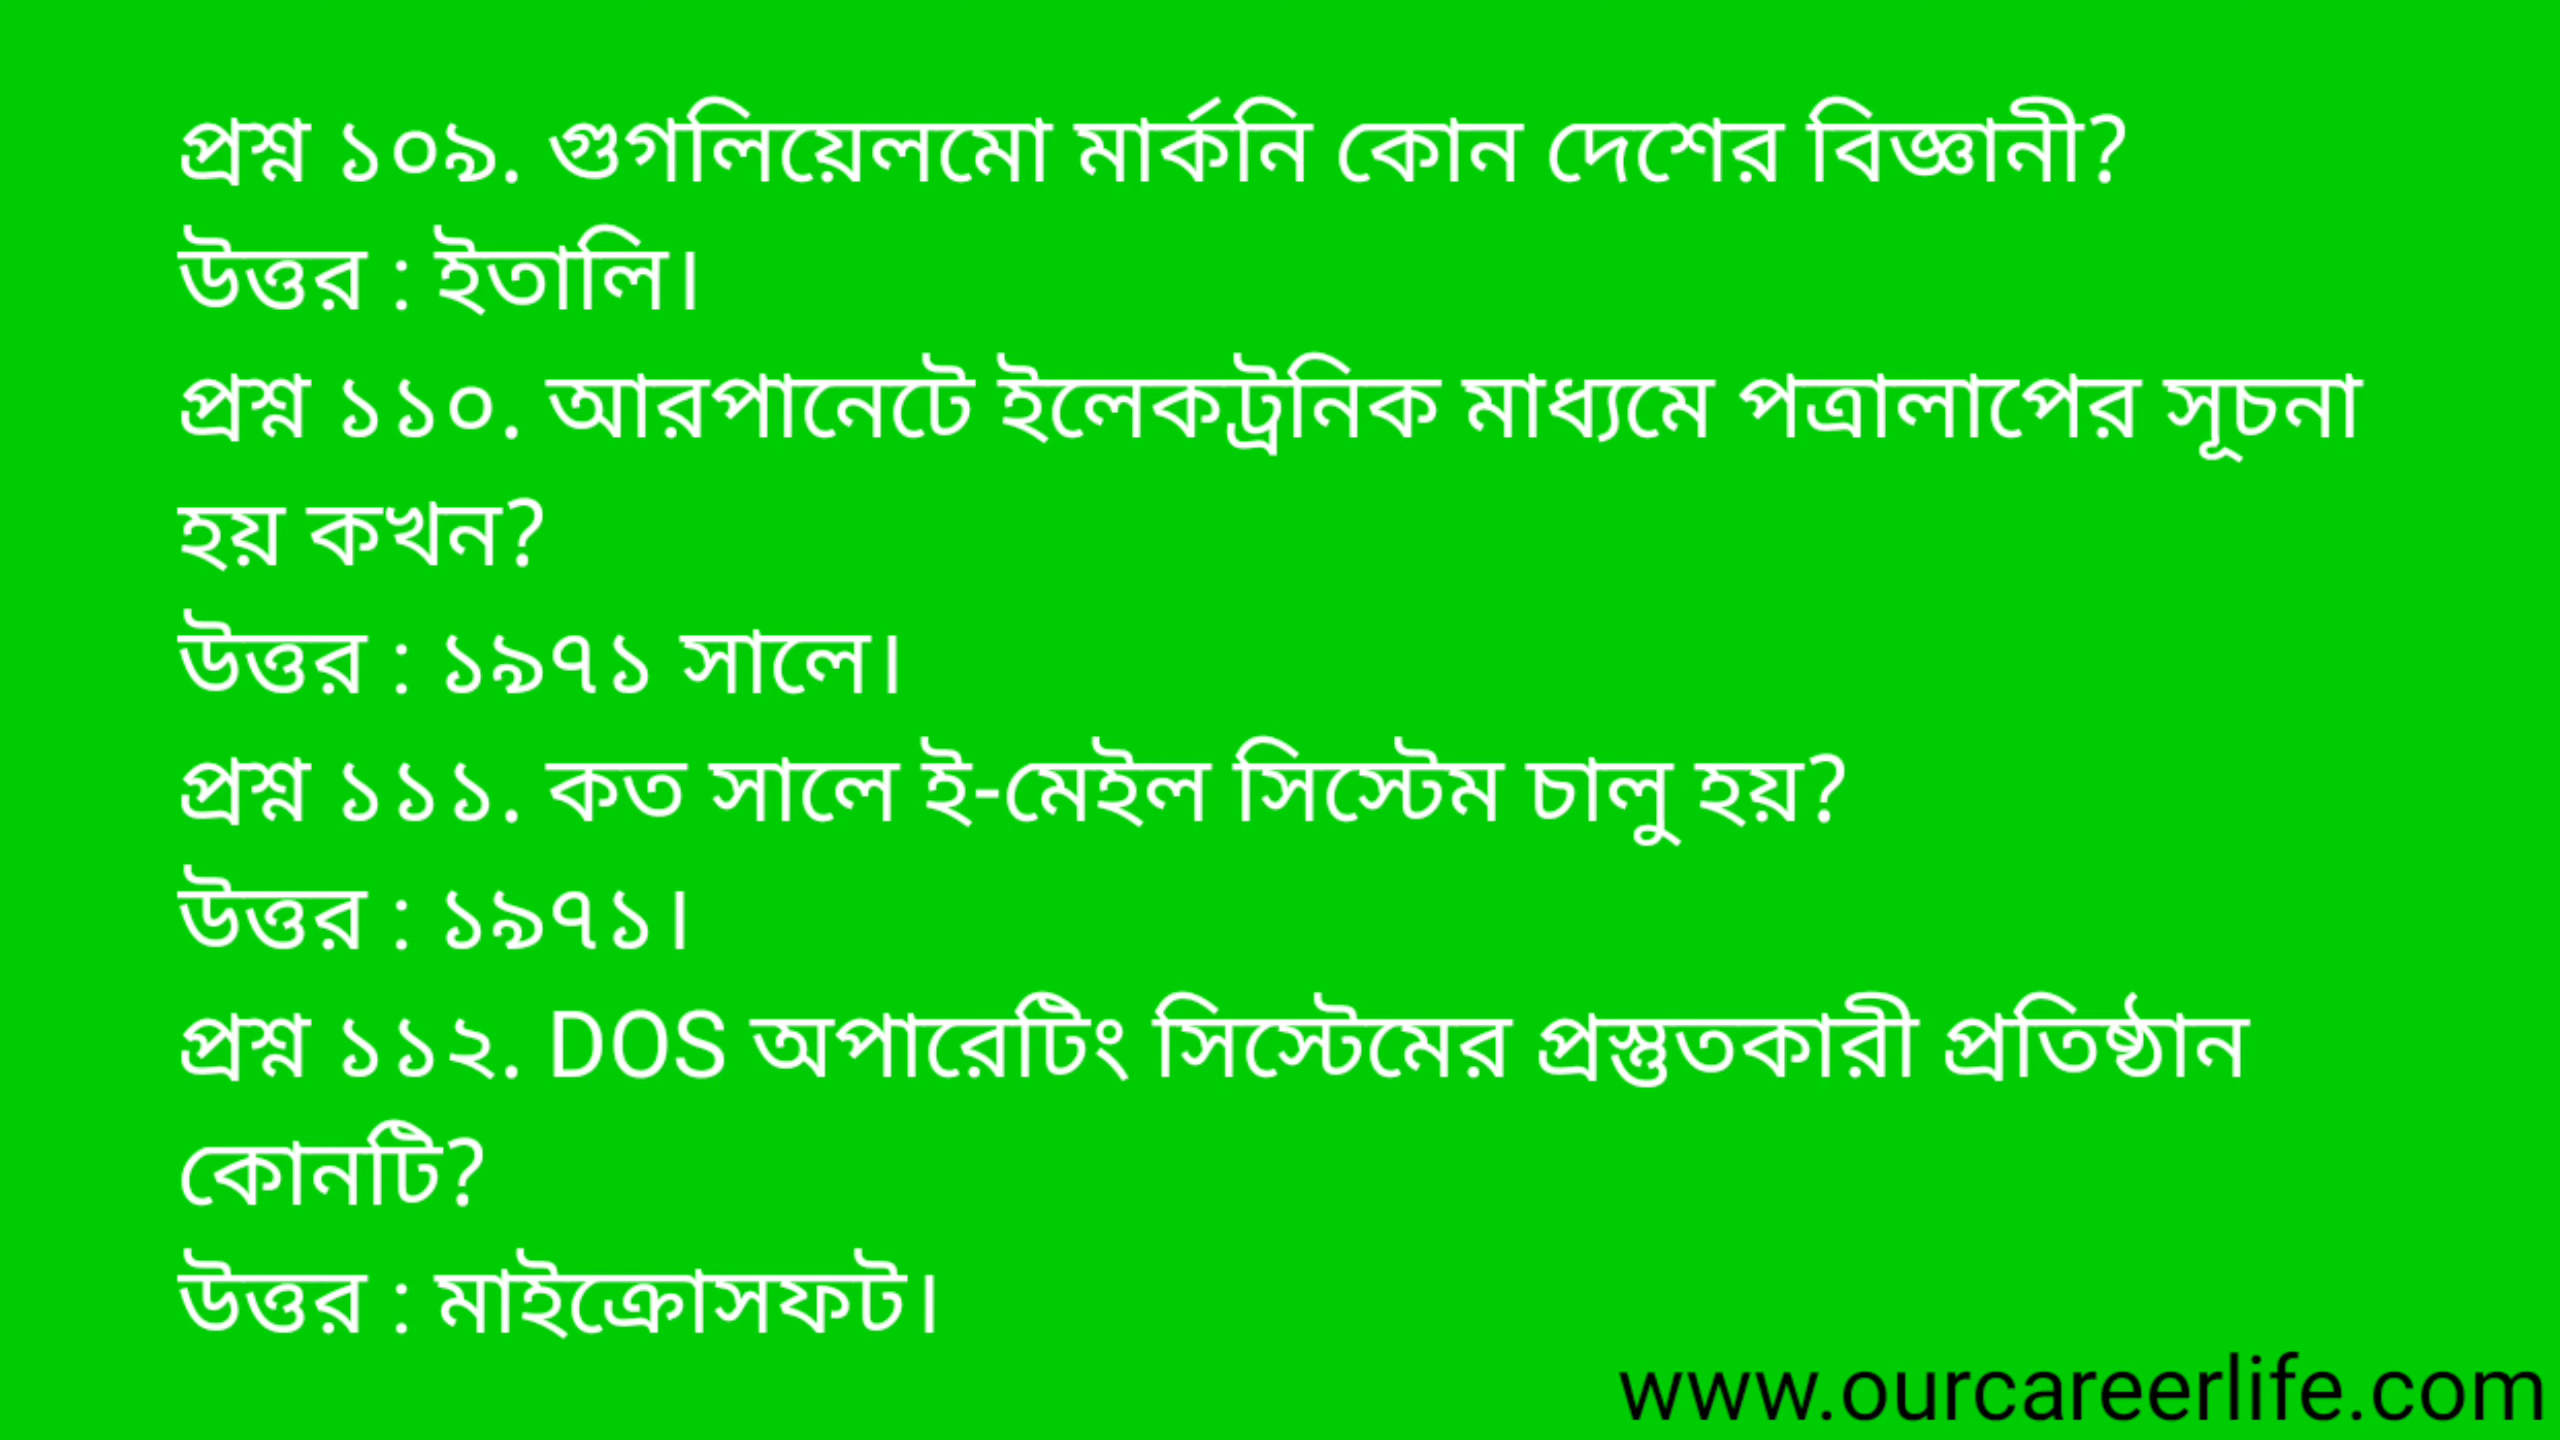 প্রশ্ন ১০৯. গুগলিয়েলমো মার্কনি কোন দেশের বিজ্ঞানী?
উত্তর : ইতালি।
প্রশ্ন ১১০. আরপানেটে ইলেকট্রনিক মাধ্যমে পত্রালাপের সূচনা
হয় কখন?
উত্তর : ১৯৭১ সালে।
প্রশ্ন ১১১. কত সালে ই-মেইল সিস্টেম চালু হয়?
উত্তর : ১৯৭১।
প্রশ্ন ১১২. DOS অপারেটিং সিস্টেমের প্রস্তুতকারী প্রতিষ্ঠান
কোনটি?
উত্তর : মাইক্রোসফট।
www.ourcareerlife.com